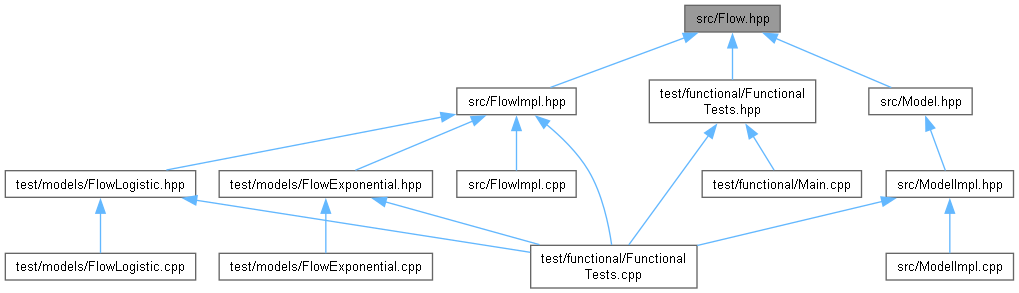 src/Flow.hpp
src/FlowImpl.hpp
test/functional/Functional
Tests.hpp
src/Model.hpp
test/models/FlowLogistic.hpp
test/models/FlowExponential.hpp
src/FlowImpl.cpp
test/functional/Main.cpp
src/ModelImpl.hpp
test/models/FlowLogistic.cpp
test/models/FlowExponential.cpp
test/functional/Functional
Tests.cpp
src/ModelImpl.cpp